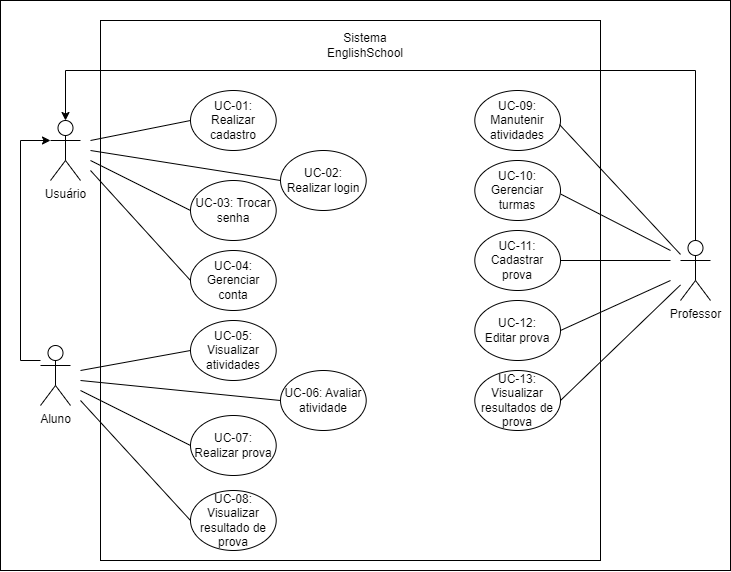 Sistema
EnglishSchool
UC-01:
Realizar
cadastro
UC-02:
Realizar login
UC-03: Trocar
senha
UC-04:
Gerenciar
conta
Usuário
UC-05:
Visualizar
atividades
UC-06: Avaliar
atividade
UC-07:
Realizar prova
UC-08:
Visualizar
resultado de
prova
Aluno
UC-09:
Manutenir
atividades
UC-10:
Gerenciar
turmas
UC-11:
Cadastrar
prova
UC-12:
Editar prova
UC-13:
Visualizar
resultados de
prova
Professor